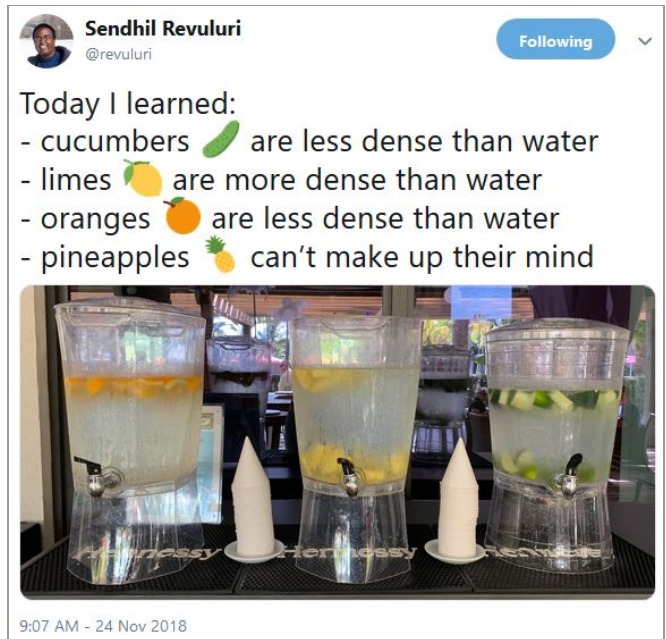 Sendhil Revuluri
@revuluri
Following
Today I learned:
- cucumbers 🥒 are less dense than water
- limes 🍋 are more dense than water
- oranges 🍊 are less dense than water
- pineapples 🍍 can't make up their mind
Hennessy Hennessy Hennessy
9:07 AM - 24 Nov 2018